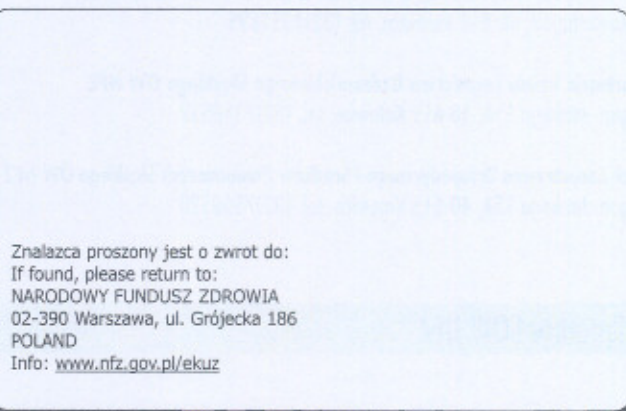 Znalazca proszony jest o zwrot do:
If found, please return to:
NARODOWY FUNDUSZ ZDROWIA
02-390 Warszawa, ul. Grójecka 186
POLAND
Info: www.nfz.gov.pl/ekuz